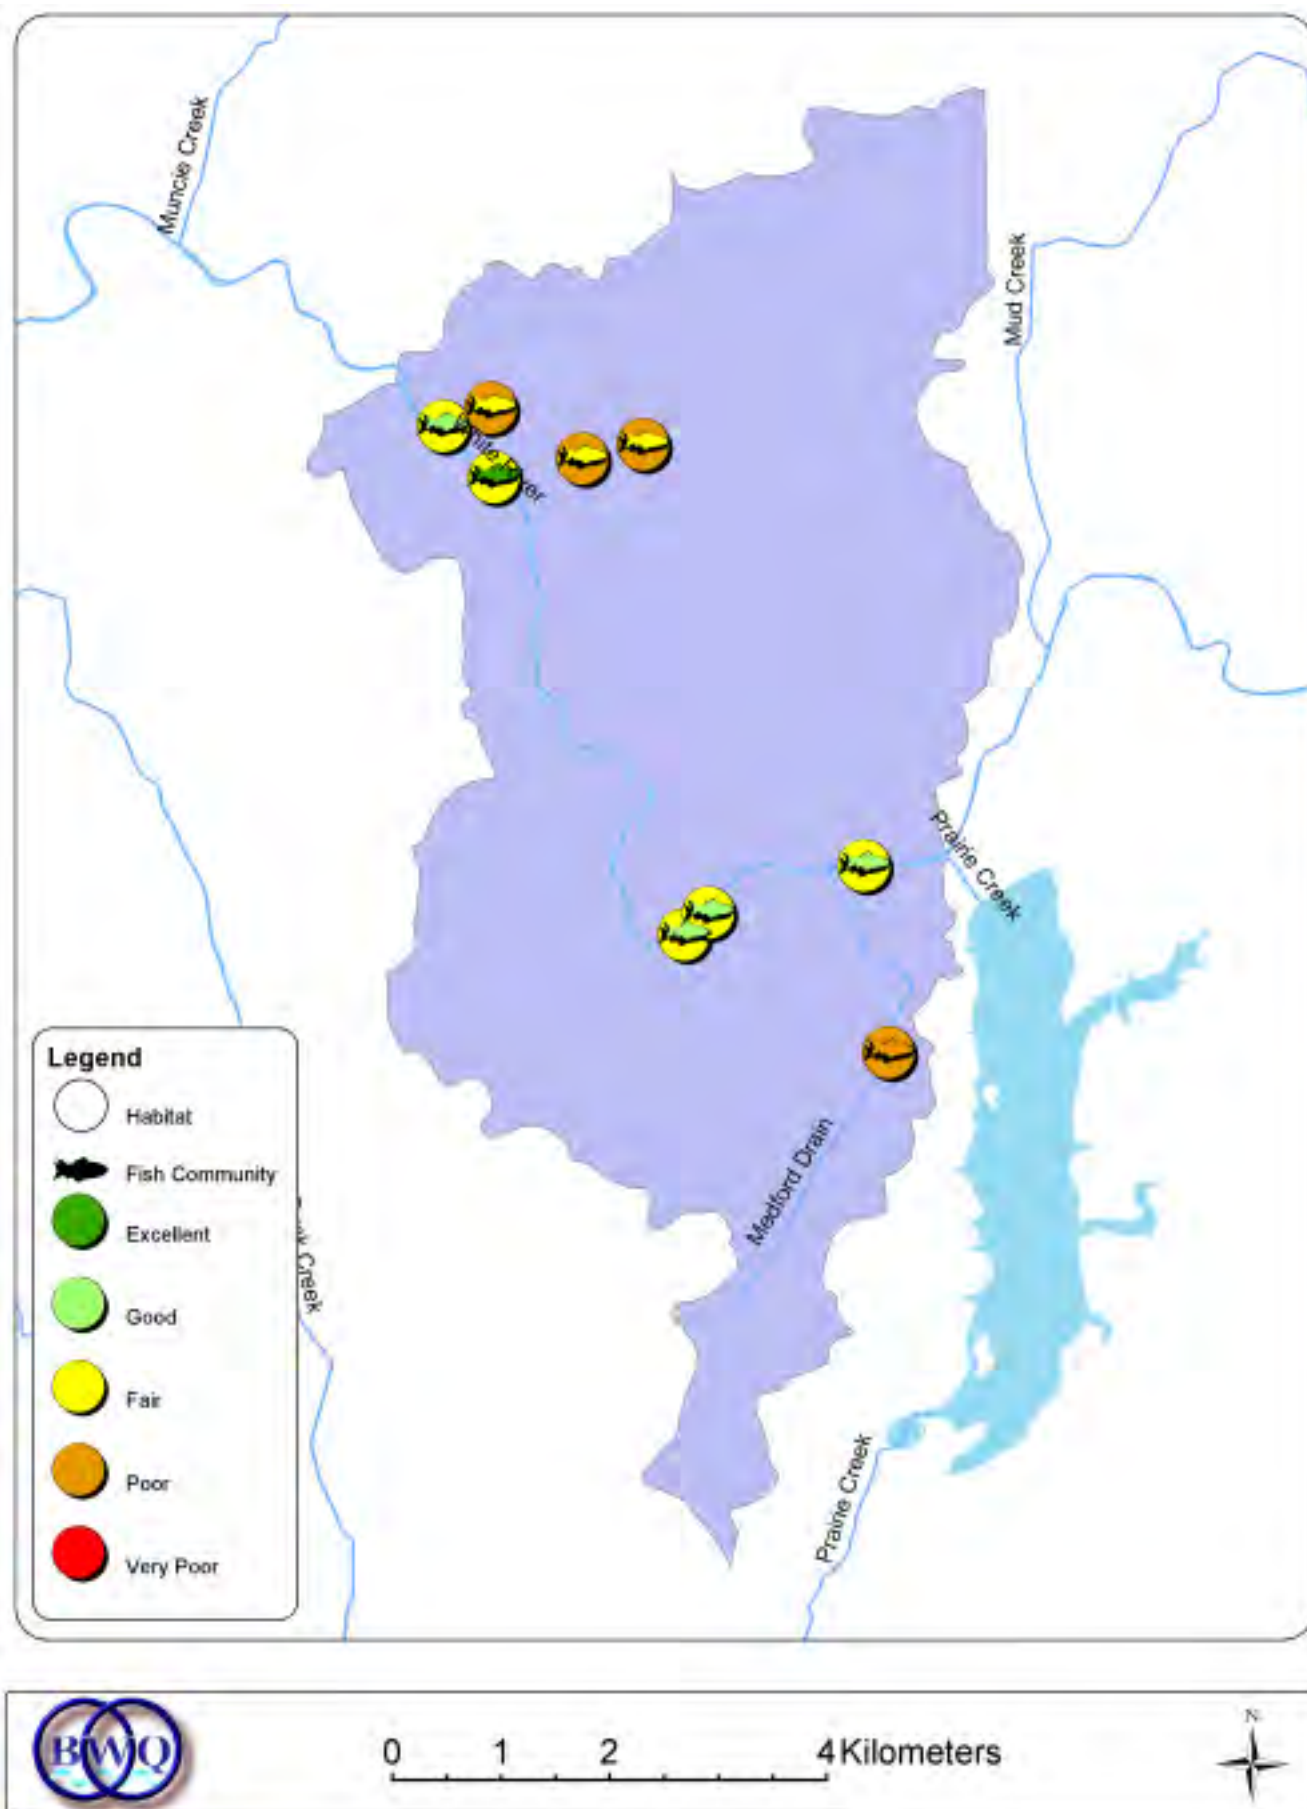 Muncie Creek
Mud Creek
Prairie Creek
Medford Drain
Creek
Prairie Creek
Legend
Habitat
Fish Community
Excellent
Good
Fair
Poor
Very Poor
BWQ
0 1 2 4 Kilometers
N